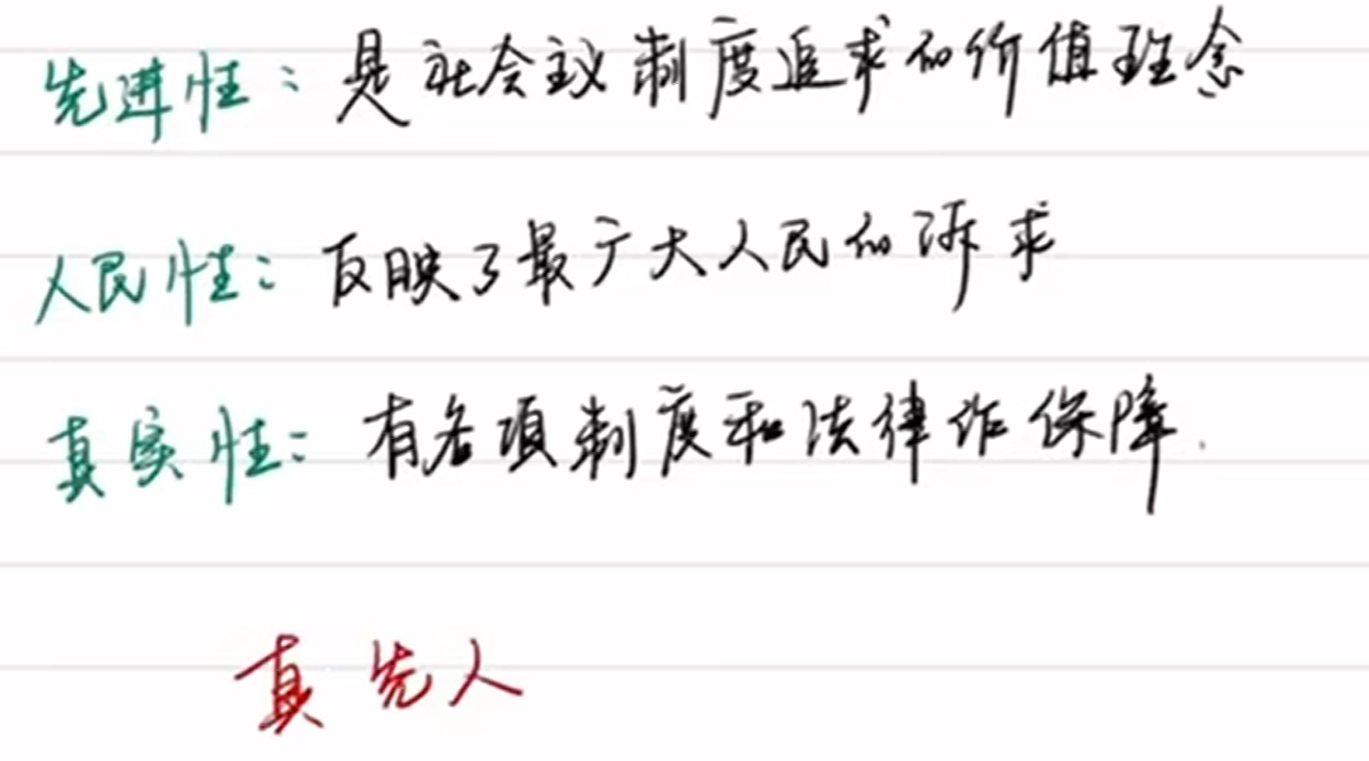 先进性：是社会议制度追求的价值理念
人民性：反映了最广大人民的诉求
真实性：有各项制度和法律作保障.
真先人